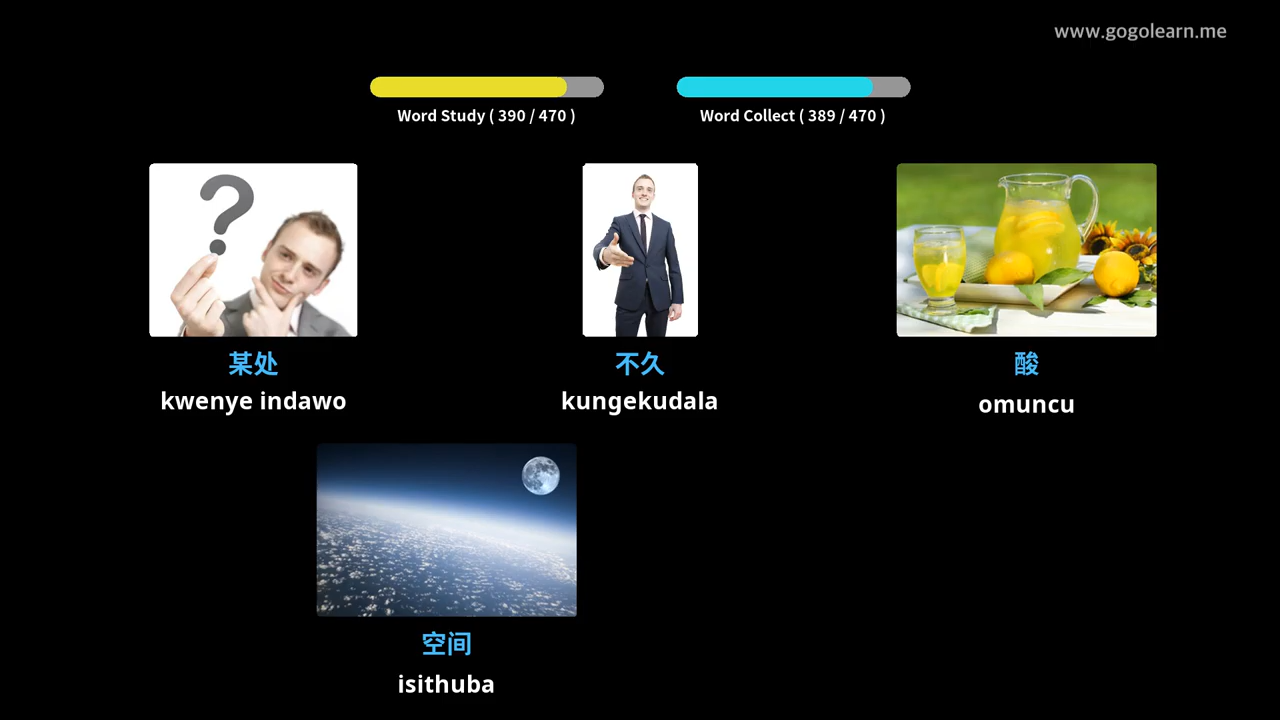 www.gogolearn.me
Word Study ( 390 / 470 )
Word Collect ( 389 / 470 )
某处
kwenye indawo
不久
kungekudala
酸
omuncu
空间
isithuba